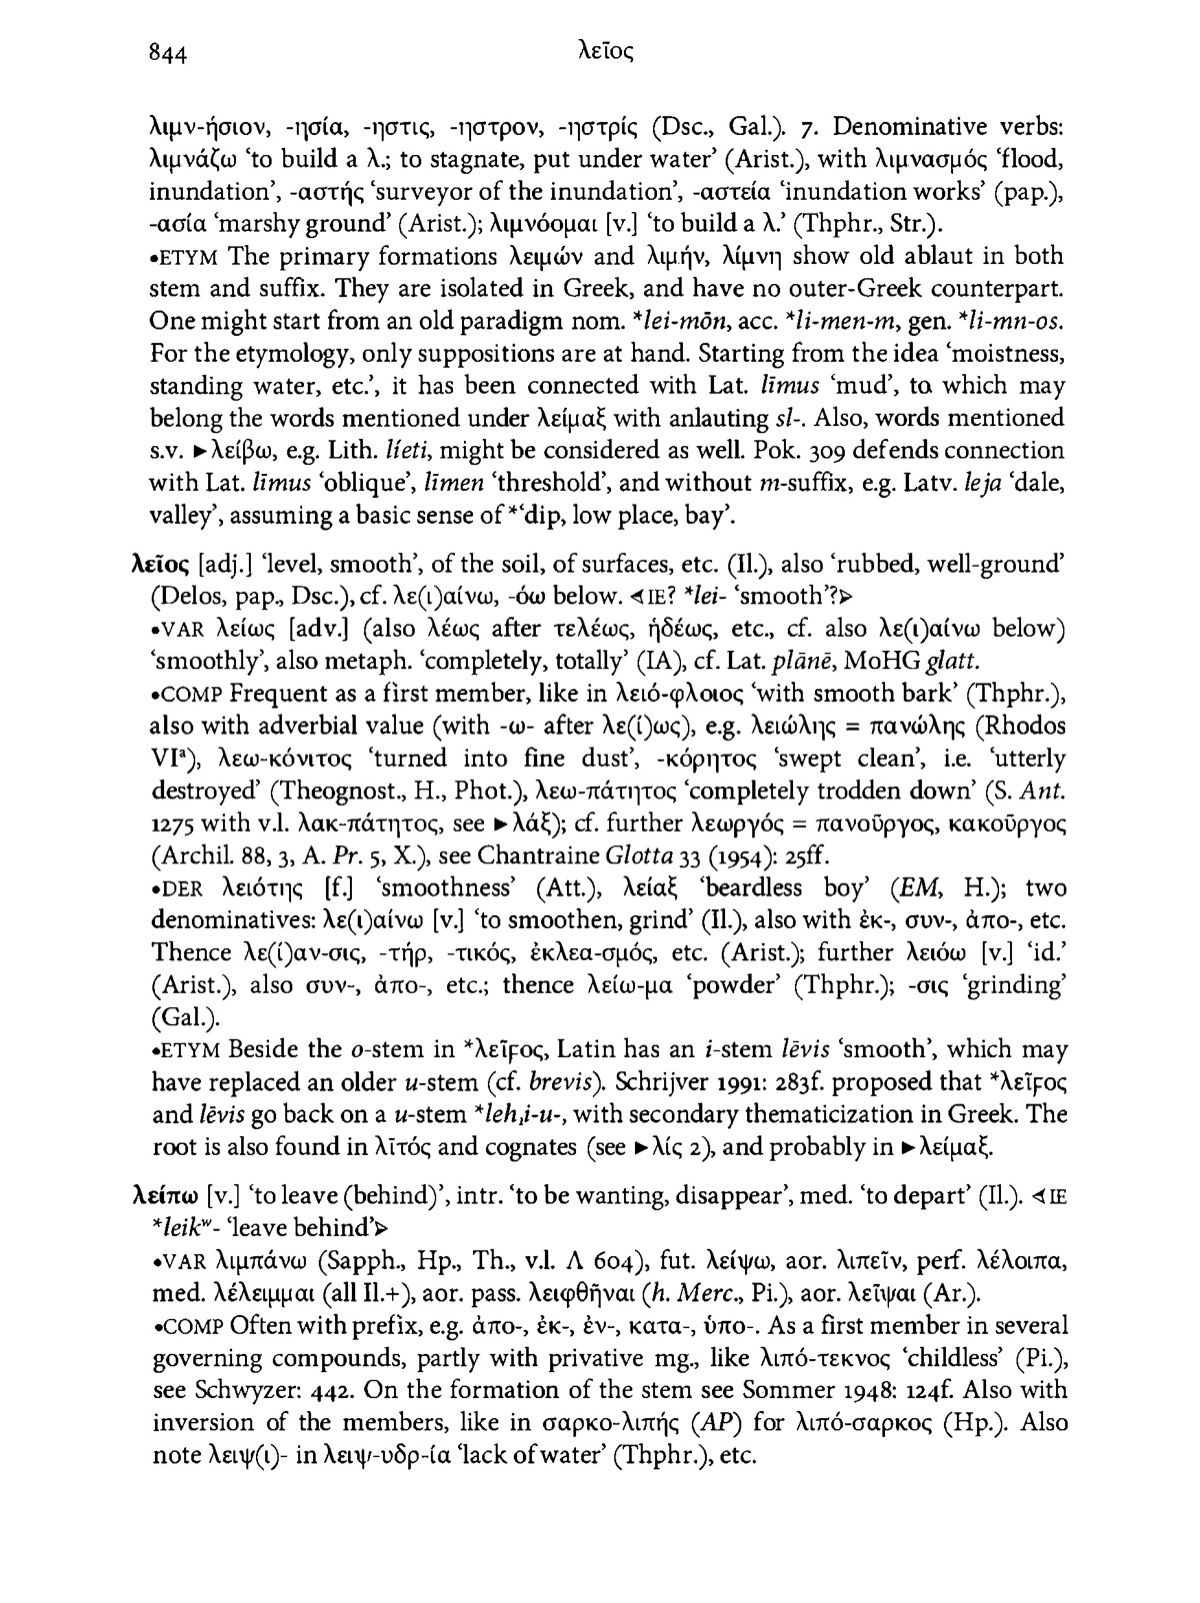 844
λεῖος
λιμν-ήσιον, -ησία, -ηστις, -ηστρον, -ηστρίς (Dsc., Gal.). 7. Denominative verbs:
λιμνάζω ‘to build a λ.; to stagnate, put under water’ (Arist.), with λιμνασμός ‘flood,
inundation’, -αστής ‘surveyor of the inundation’, -αστεία ‘inundation works’ (pap.),
-ασία ‘marshy ground’ (Arist.); λιμνόομαι [v.] ‘to build a λ.’ (Thphr., Str.).
•ETYM The primary formations λειμών and λιμήν, λίμνη show old ablaut in both
stem and suffix. They are isolated in Greek, and have no outer-Greek counterpart.
One might start from an old paradigm nom. *lei-mōn, acc. *li-men-m, gen. *li-mn-os.
For the etymology, only suppositions are at hand. Starting from the idea ‘moistness,
standing water, etc.’, it has been connected with Lat. līmus ‘mud’, to which may
belong the words mentioned under λείμαξ with anlauting sl-. Also, words mentioned
s.v. ►λείβω, e.g. Lith. líeti, might be considered as well. Pok. 309 defends connection
with Lat. līmus ‘oblique’, līmen ‘threshold’, and without m-suffix, e.g. Latv. leja ‘dale,
valley’, assuming a basic sense of *‘dip, low place, bay’.
λεῖος [adj.] ‘level, smooth’, of the soil, of surfaces, etc. (Il.), also ‘rubbed, well-ground’
(Delos, pap., Dsc.), cf. λε(ι)αίνω, -όω below. ⊲IE? *lei- ‘smooth’?⊳
•VAR λείως [adv.] (also λέως after τελέως, ἡδέως, etc., cf. also λε(ι)αίνω below)
‘smoothly’, also metaph. ‘completely, totally’ (IA), cf. Lat. plānē, MoHG glatt.
•COMP Frequent as a first member, like in λειό-φλοιος ‘with smooth bark’ (Thphr.),
also with adverbial value (with -ω- after λε(ί)ως), e.g. λειώλης = πανώλης (Rhodos
VIᵃ), λεω-κόνιτος ‘turned into fine dust’, -κόρητος ‘swept clean’, i.e. ‘utterly
destroyed’ (Theognost., H., Phot.), λεω-πάτητος ‘completely trodden down’ (S. Ant.
1275 with v.l. λακ-πάτητος, see ►λάξ); cf. further λεωργός = πανοῦργος, κακοῦργος
(Archil. 88, 3, A. Pr. 5, X.), see Chantraine Glotta 33 (1954): 25ff.
•DER λειότης [f.] ‘smoothness’ (Att.), λείαξ ‘beardless boy’ (EM, H.); two
denominatives: λε(ι)αίνω [v.] ‘to smoothen, grind’ (Il.), also with ἐκ-, συν-, ἀπο-, etc.
Thence λε(ί)αν-σις, -τήρ, -τικός, ἐκλεα-σμός, etc. (Arist.); further λειόω [v.] ‘id.’
(Arist.), also συν-, ἀπο-, etc.; thence λείω-μα ‘powder’ (Thphr.); -σις ‘grinding’
(Gal.).
•ETYM Beside the o-stem in *λεῖϝος, Latin has an i-stem lēvis ‘smooth’, which may
have replaced an older u-stem (cf. brevis). Schrijver 1991: 283f. proposed that *λεῖϝος
and lēvis go back on a u-stem *leh₁i-u-, with secondary thematicization in Greek. The
root is also found in λῑτός and cognates (see ►λίς 2), and probably in ►λείμαξ.
λείπω [v.] ‘to leave (behind)’, intr. ‘to be wanting, disappear’, med. ‘to depart’ (Il.). ⊲IE
*leikʷ- ‘leave behind’⊳
•VAR λιμπάνω (Sapph., Hp., Th., v.l. Λ 604), fut. λείψω, aor. λιπεῖν, perf. λέλοιπα,
med. λέλειμμαι (all Il.+), aor. pass. λειφθῆναι (h. Merc., Pi.), aor. λεῖψαι (Ar.).
•COMP Often with prefix, e.g. ἀπο-, ἐκ-, ἐν-, κατα-, ὑπο-. As a first member in several
governing compounds, partly with privative mg., like λιπό-τεκνος ‘childless’ (Pi.),
see Schwyzer: 442. On the formation of the stem see Sommer 1948: 124f. Also with
inversion of the members, like in σαρκο-λιπής (AP) for λιπό-σαρκος (Hp.). Also
note λειψ(ι)- in λειψ-υδρ-ία ‘lack of water’ (Thphr.), etc.